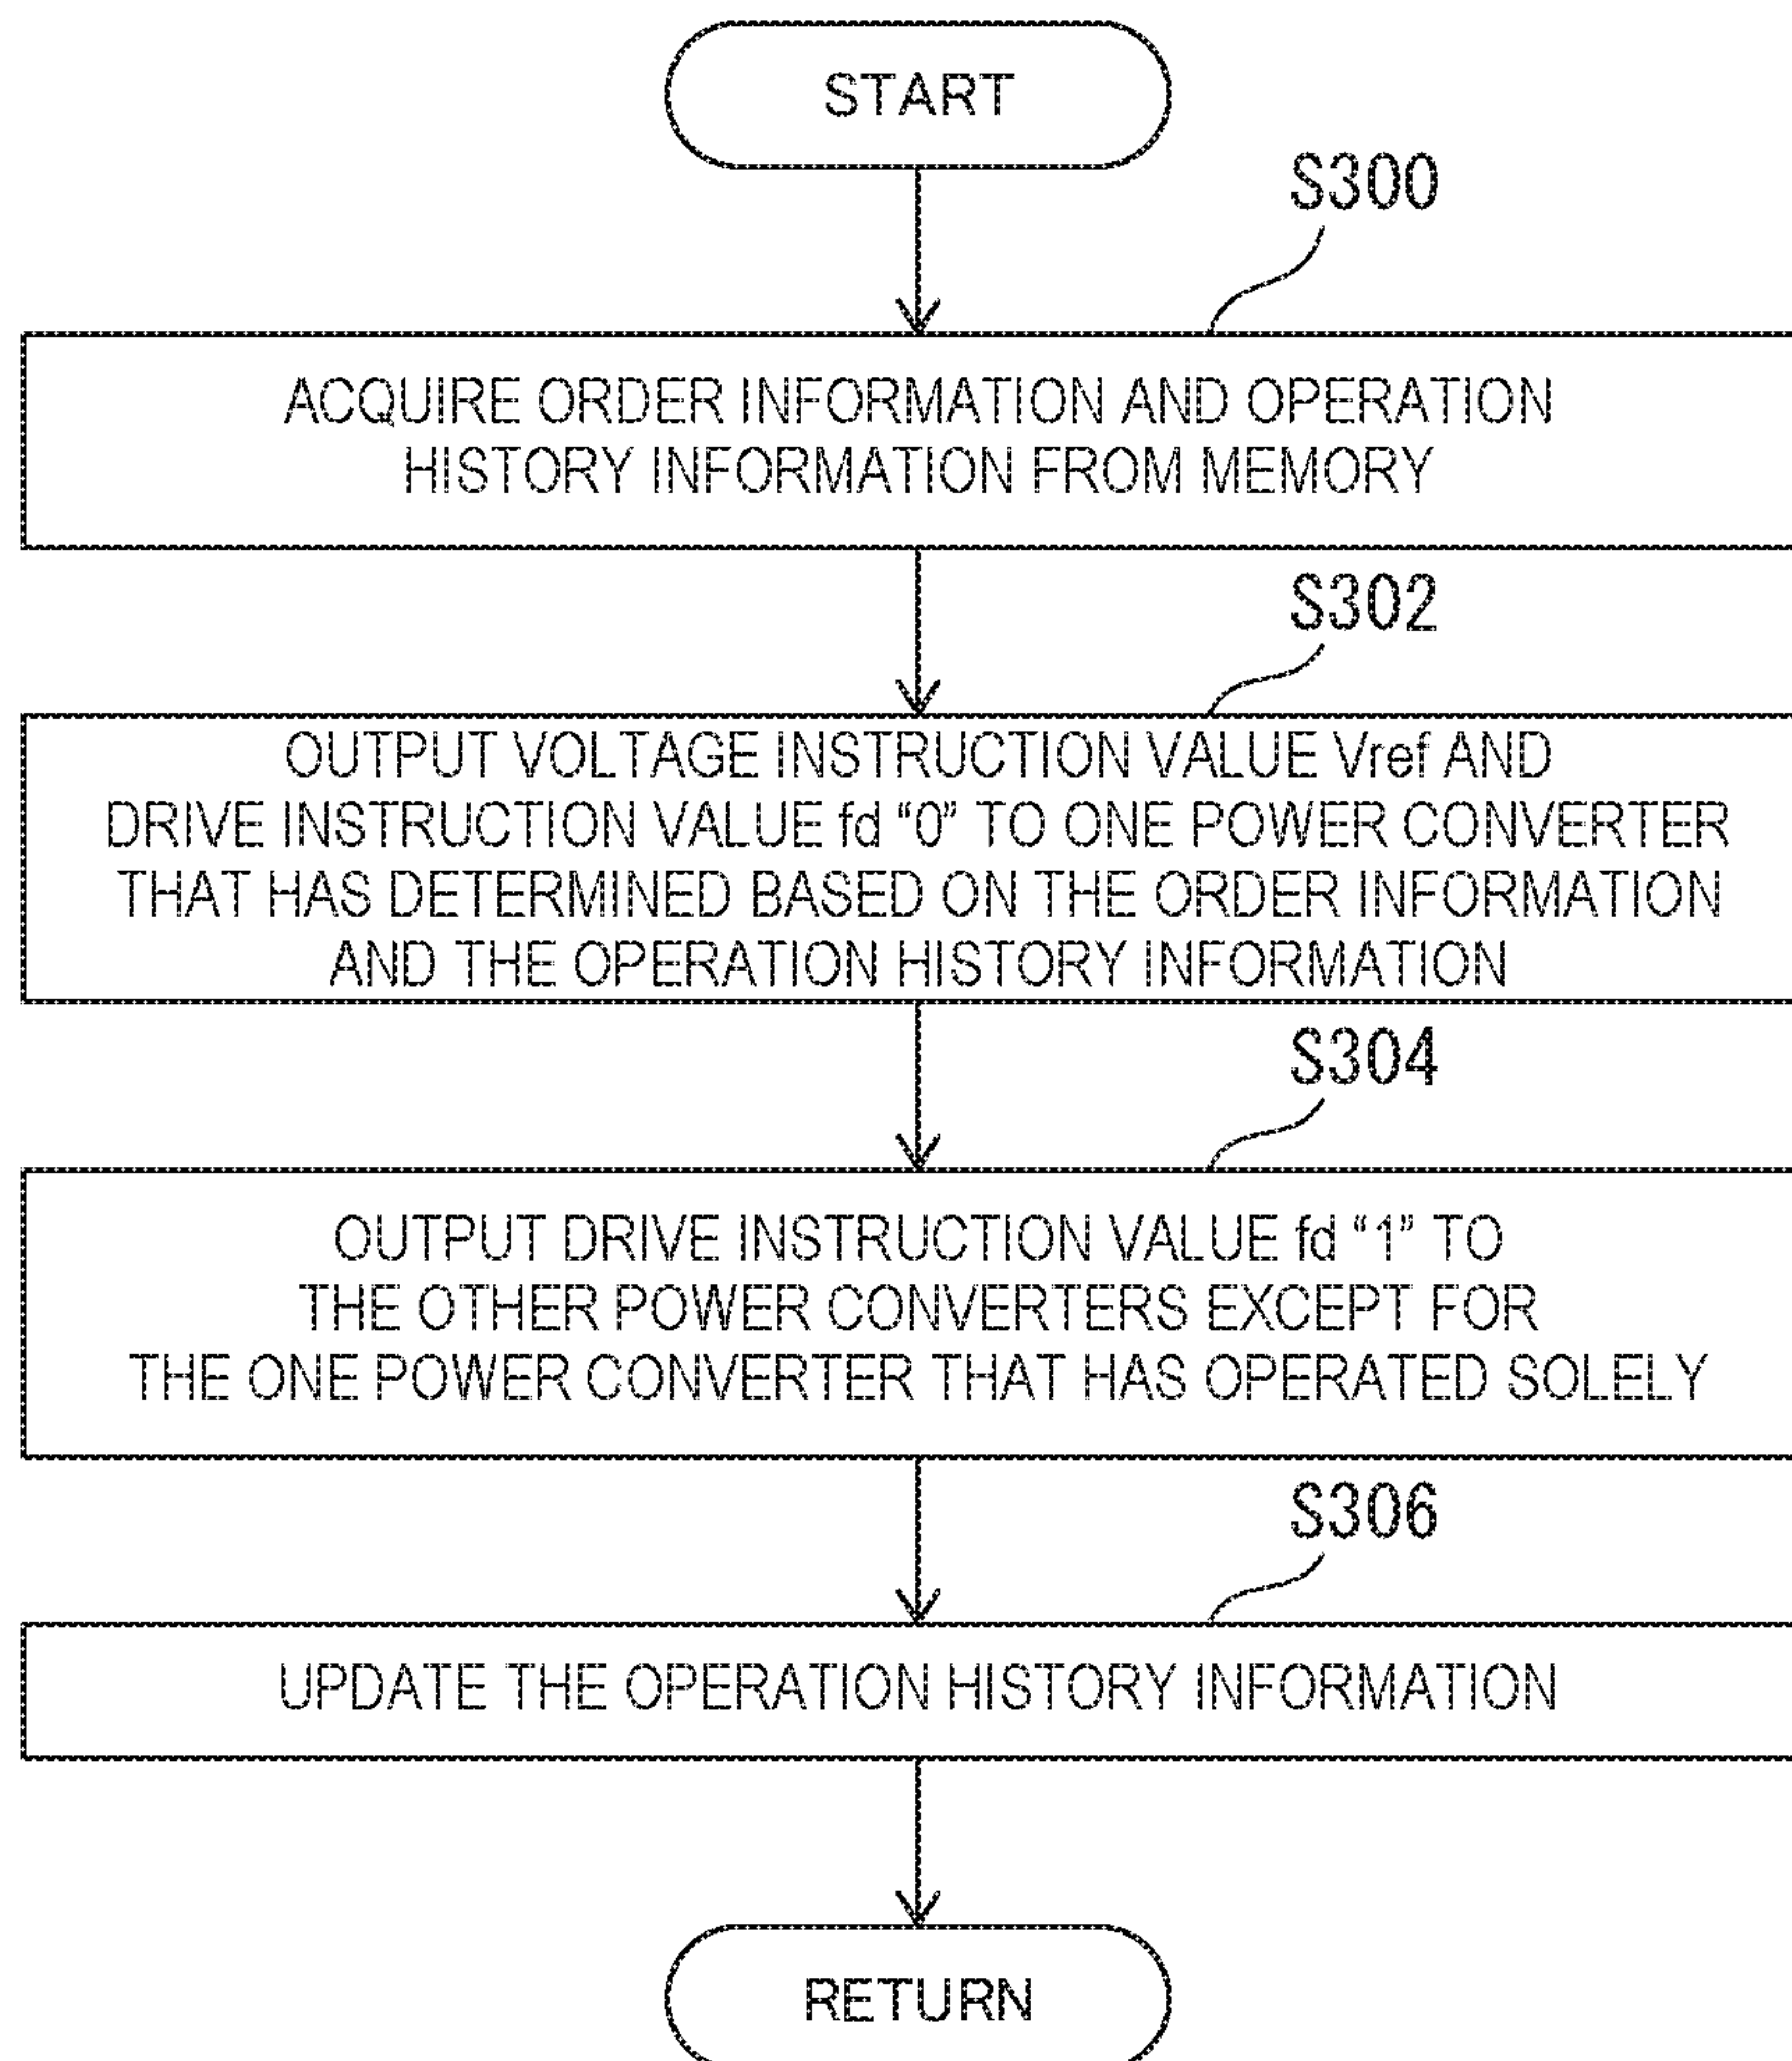 START
S300
ACQUIRE ORDER INFORMATION AND OPERATION
HISTORY INFORMATION FROM MEMORY
S302
OUTPUT VOLTAGE INSTRUCTION VALUE Vref AND
DRIVE INSTRUCTION VALUE fd “0” TO ONE POWER CONVERTER
THAT HAS DETERMINED BASED ON THE ORDER INFORMATION
AND THE OPERATION HISTORY INFORMATION
S304
OUTPUT DRIVE INSTRUCTION VALUE fd “1” TO
THE OTHER POWER CONVERTERS EXCEPT FOR
THE ONE POWER CONVERTER THAT HAS OPERATED SOLELY
S306
UPDATE THE OPERATION HISTORY INFORMATION
RETURN